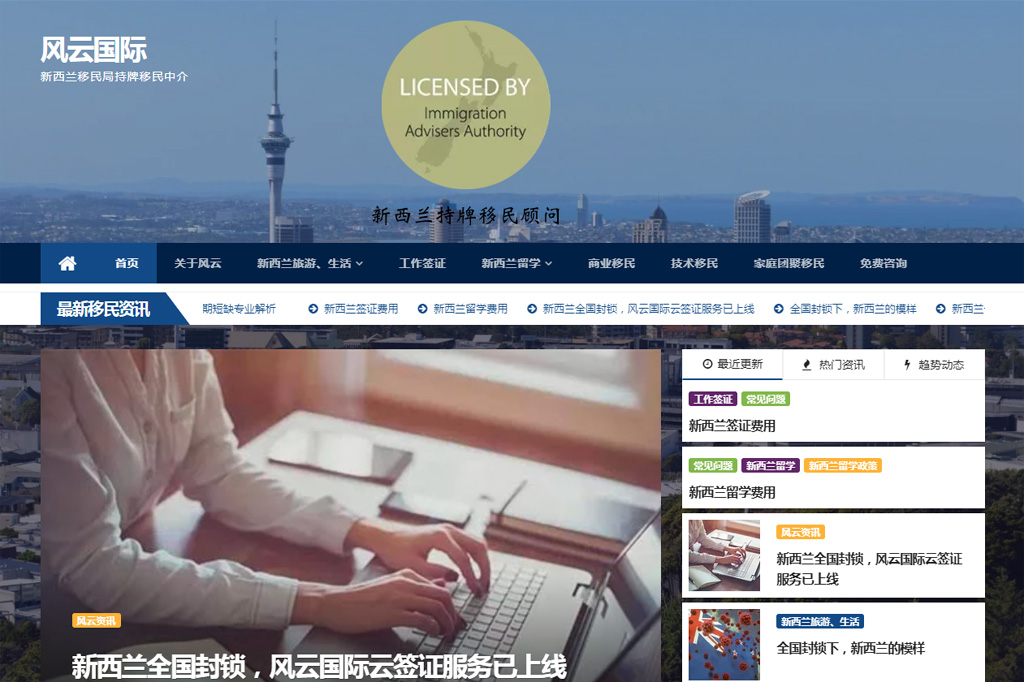 风云国际
新西兰移民局持牌移民中介
LICENSED BY
Immigration
Advisers Authority
新西兰持牌移民顾问
首页 关于风云 新西兰旅游、生活 工作签证 新西兰留学 商业移民 技术移民 家庭团聚移民 免费咨询
最新移民资讯 期短缺专业解析 新西兰签证费用 新西兰留学费用 新西兰全国封锁，风云国际云签证服务已上线 全国封锁下，新西兰的模样 新西兰
最近更新 热门资讯 趋势动态
工作签证 常见问题
新西兰签证费用
常见问题 新西兰留学 新西兰留学政策
新西兰留学费用
风云资讯
新西兰全国封锁，风云国际云签证
服务已上线
新西兰旅游、生活
全国封锁下，新西兰的模样
风云资讯
新西兰全国封锁，风云国际云签证服务已上线